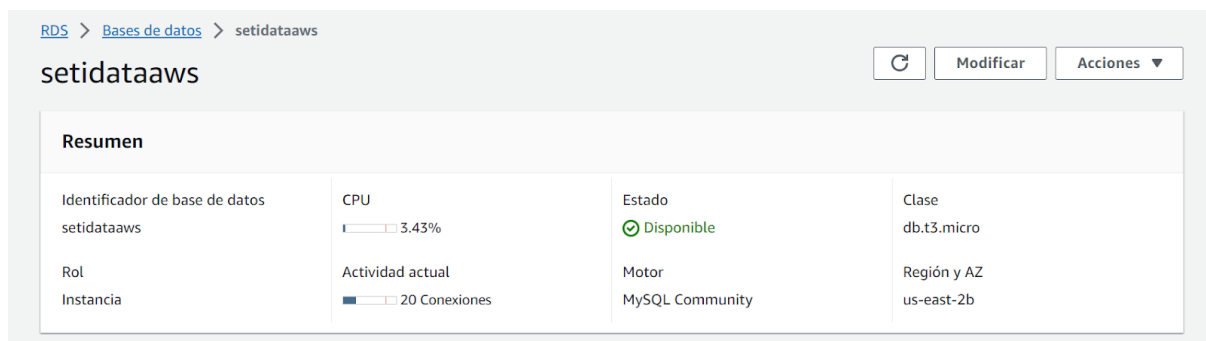 RDS > Bases de datos > setidataaws
setidataaws
Modificar
Acciones
Resumen
Identificador de base de datos
setidataaws
CPU
3.43%
Estado
Disponible
Clase
db.t3.micro
Rol
Instancia
Actividad actual
20 Conexiones
Motor
MySQL Community
Región y AZ
us-east-2b